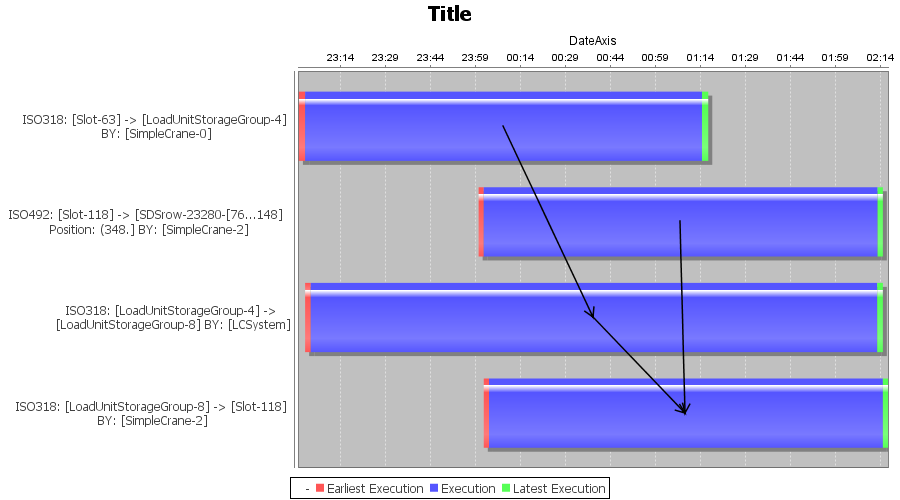 Title
DateAxis
23:14 23:29 23:44 23:59 00:14 00:29 00:44 00:59 01:14 01:29 01:44 01:59 02:14
ISO318: [Slot-63] -> [LoadUnitStorageGroup-4]
BY: [SimpleCrane-0]
ISO492: [Slot-118] -> [SDSrow-23280-[76...148]
Position: (348.] BY: [SimpleCrane-2]
ISO318: [LoadUnitStorageGroup-4] ->
[LoadUnitStorageGroup-8] BY: [LCSystem]
ISO318: [LoadUnitStorageGroup-8] -> [Slot-118]
BY: [SimpleCrane-2]
- Earliest Execution Execution Latest Execution